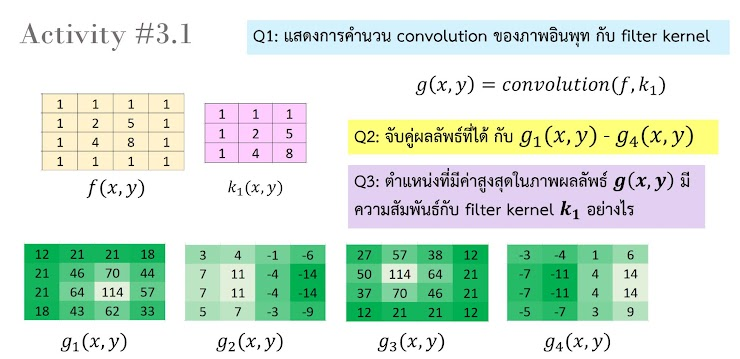 Activity #3.1
Q1: แสดงการคำนวน convolution ของภาพอินพุท กับ filter kernel
g(x, y) = convolution(f, k₁)
1 1 1 1
1 2 5 1
1 4 8 1
1 1 1 1
f(x, y)
1 1 1
1 2 5
1 4 8
k₁(x, y)
Q2: จับคู่ผลลัพธ์ที่ได้ กับ g₁(x, y) - g₄(x, y)
Q3: ตำแหน่งที่มีค่าสูงสุดในภาพผลลัพธ์ g(x, y) มี
ความสัมพันธ์กับ filter kernel k₁ อย่างไร
12 21 21 18
21 46 70 44
21 64 114 57
18 43 62 33
g₁(x, y)
3 4 -1 -6
7 11 -4 -14
7 11 -4 -14
5 7 -3 -9
g₂(x, y)
27 57 38 12
50 114 64 21
37 70 46 21
12 21 21 12
g₃(x, y)
-3 -4 1 6
-7 -11 4 14
-7 -11 4 14
-5 -7 3 9
g₄(x, y)